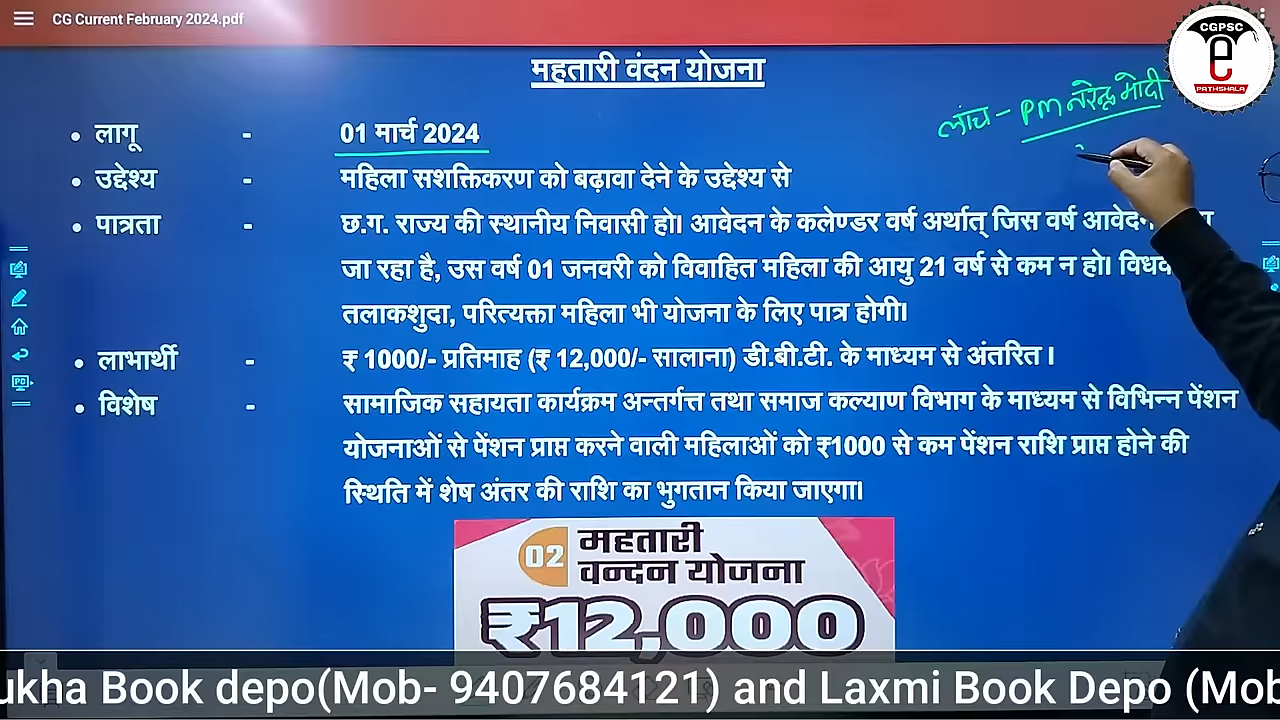 CG Current February 2024.pdf
CGPSC
e
PATHSHALA
महतारी वंदन योजना
लांच - PM नरेन्द्र मोदी
• लागू - 01 मार्च 2024
• उद्देश्य - महिला सशक्तिकरण को बढ़ावा देने के उद्देश्य से
• पात्रता - छ.ग. राज्य की स्थानीय निवासी हो। आवेदन के कलेण्डर वर्ष अर्थात् जिस वर्ष
जा रहा है, उस वर्ष 01 जनवरी को विवाहित महिला की आयु 21 वर्ष से कम न हो।
तलाकशुदा, परित्यक्ता महिला भी योजना के लिए पात्र होगी।
• लाभार्थी - ₹ 1000/- प्रतिमाह (₹ 12,000/- सालाना) डी.बी.टी. के माध्यम से अंतरित ।
• विशेष - सामाजिक सहायता कार्यक्रम अन्तर्गत्त तथा समाज कल्याण विभाग के माध्यम से विभिन्न पेंशन
योजनाओं से पेंशन प्राप्त करने वाली महिलाओं को ₹1000 से कम पेंशन राशि प्राप्त होने की
स्थिति में शेष अंतर की राशि का भुगतान किया जाएगा।
02 महतारी
वन्दन योजना
₹12,000
ukha Book depo(Mob- 9407684121) and Laxmi Book Depo (Mob